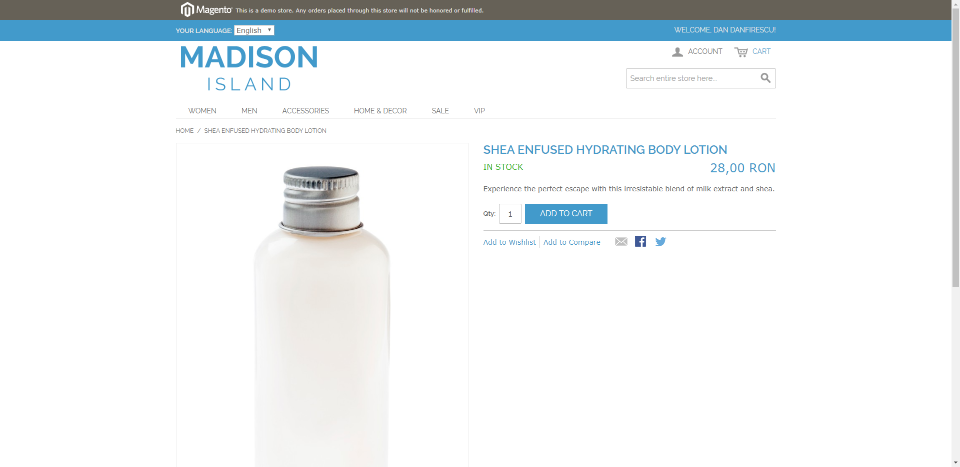 Magento This is a demo store. Any orders placed through this store will not be honored or fulfilled.
YOUR LANGUAGE: English WELCOME, DAN DANFIRESCU!
MADISON
ISLAND
ACCOUNT CART
Search entire store here...
WOMEN MEN ACCESSORIES HOME & DECOR SALE VIP
HOME / SHEA ENFUSED HYDRATING BODY LOTION
SHEA ENFUSED HYDRATING BODY LOTION
IN STOCK 28,00 RON
Experience the perfect escape with this irresistable blend of milk extract and shea.
Qty: 1 ADD TO CART
Add to Wishlist Add to Compare